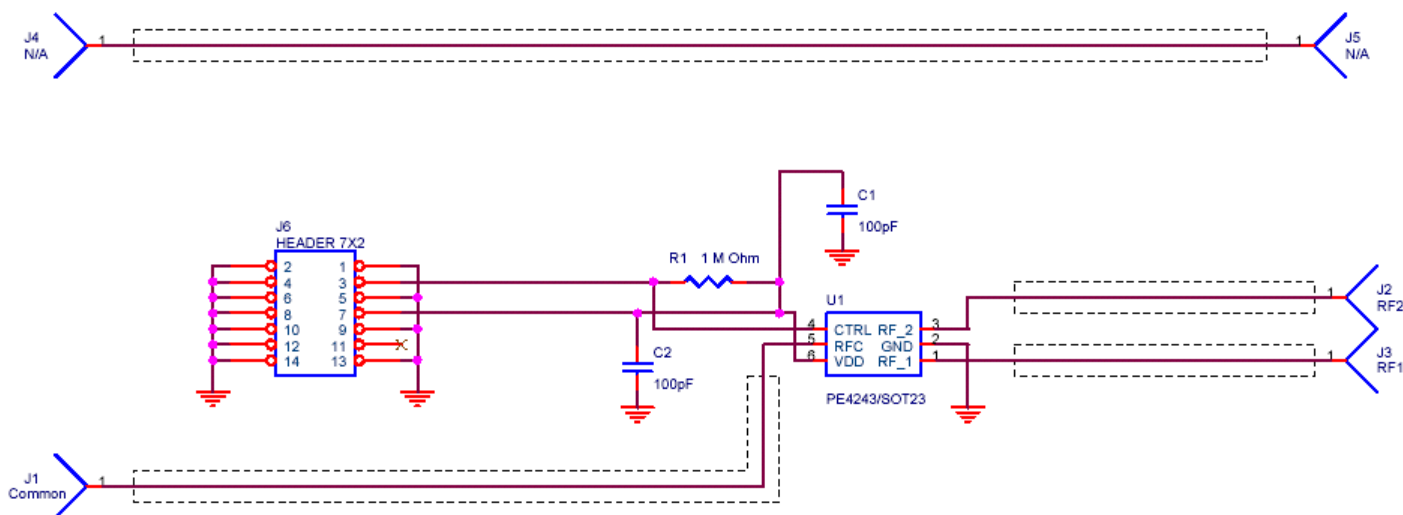 J4
N/A
1
1
J5
N/A
C1
100pF
J6
HEADER 7X2
R1 1 M Ohm
2 1
4 3
6 5
8 7
10 9
12 11
14 13
U1
4 CTRL RF_2 3
5 RFC GND 2
6 VDD RF_1 1
PE4243/SOT23
1
J2
RF2
1
J3
RF1
C2
100pF
J1
Common
1